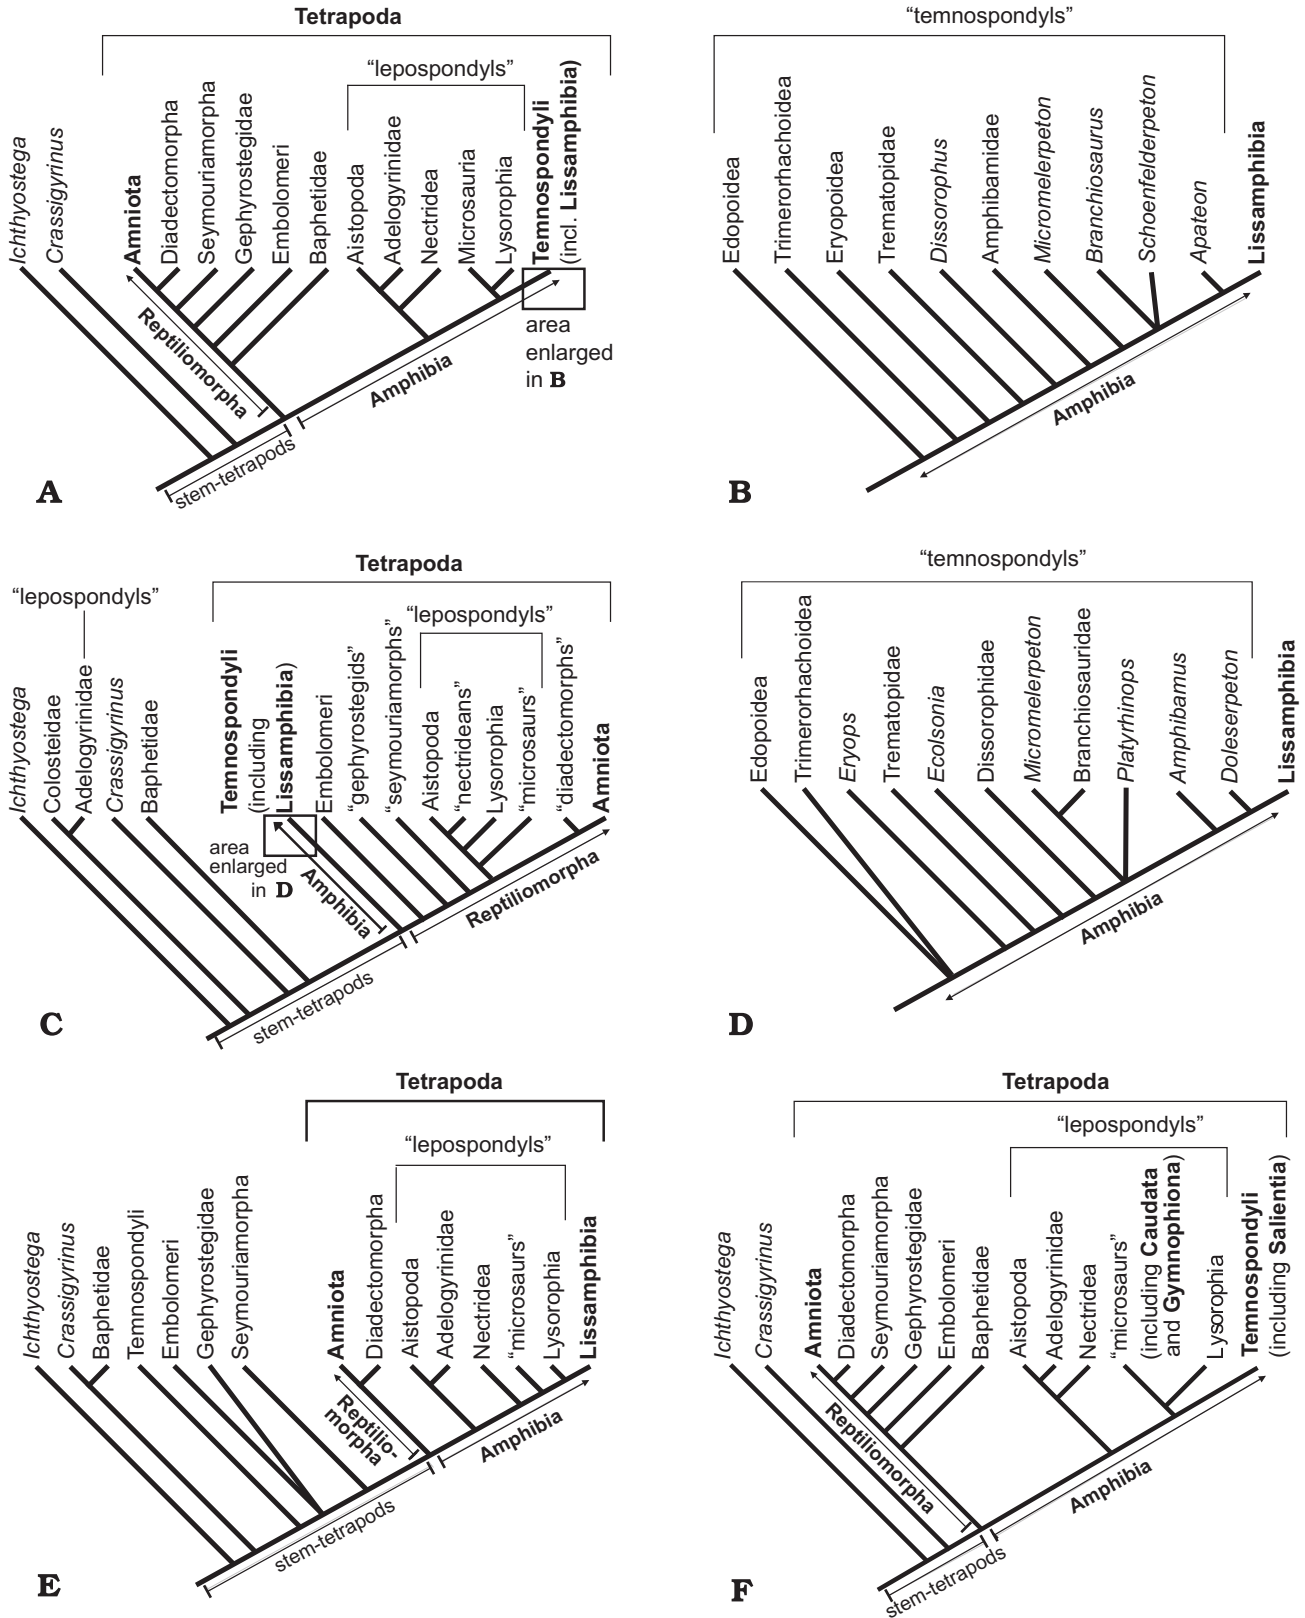 Tetrapoda
“lepospondyls”
Ichthyostega
Crassigyrinus
Amniota
Diadectomorpha
Seymouriamorpha
Gephyrostegidae
Embolomeri
Baphetidae
Aistopoda
Adelogyrinidae
Nectridea
Microsauria
Lysorophia
Temnospondyli
(incl. Lissamphibia)
Reptiliomorpha
Amphibia
area
enlarged
in B
stem-tetrapods
A
“temnospondyls”
Edopoidea
Trimerorhachoidea
Eryopoidea
Trematopidae
Dissorophus
Amphibamidae
Micromelerpeton
Branchiosaurus
Schoenfelderpeton
Apateon
Lissamphibia
Amphibia
B
Tetrapoda
“lepospondyls”
“lepospondyls”
Ichthyostega
Colosteidae
Adelogyrinidae
Crassigyrinus
Baphetidae
Temnospondyli
(including
Lissamphibia)
Embolomeri
“gephyrostegids”
“seymouriamorphs”
Aistopoda
“nectrideans”
Lysorophia
“microsaurs”
“diadectomorphs”
Amniota
area
enlarged
in D
Amphibia
Reptiliomorpha
stem-tetrapods
C
“temnospondyls”
Edopoidea
Trimerorhachoidea
Eryops
Trematopidae
Ecolsonia
Dissorophidae
Micromelerpeton
Branchiosauridae
Platyrhinops
Amphibamus
Doleserpeton
Lissamphibia
Amphibia
D
Tetrapoda
“lepospondyls”
Ichthyostega
Crassigyrinus
Baphetidae
Temnospondyli
Embolomeri
Gephyrostegidae
Seymouriamorpha
Amniota
Diadectomorpha
Aistopoda
Adelogyrinidae
Nectridea
“microsaurs”
Lysorophia
Lissamphibia
Reptilio-
morpha
Amphibia
stem-tetrapods
E
Tetrapoda
“lepospondyls”
Ichthyostega
Crassigyrinus
Amniota
Diadectomorpha
Seymouriamorpha
Gephyrostegidae
Embolomeri
Baphetidae
Aistopoda
Adelogyrinidae
Nectridea
“microsaurs”
(including Caudata
and Gymnophiona)
Lysorophia
Temnospondyli
(including Salientia)
Reptiliomorpha
Amphibia
stem-tetrapods
F